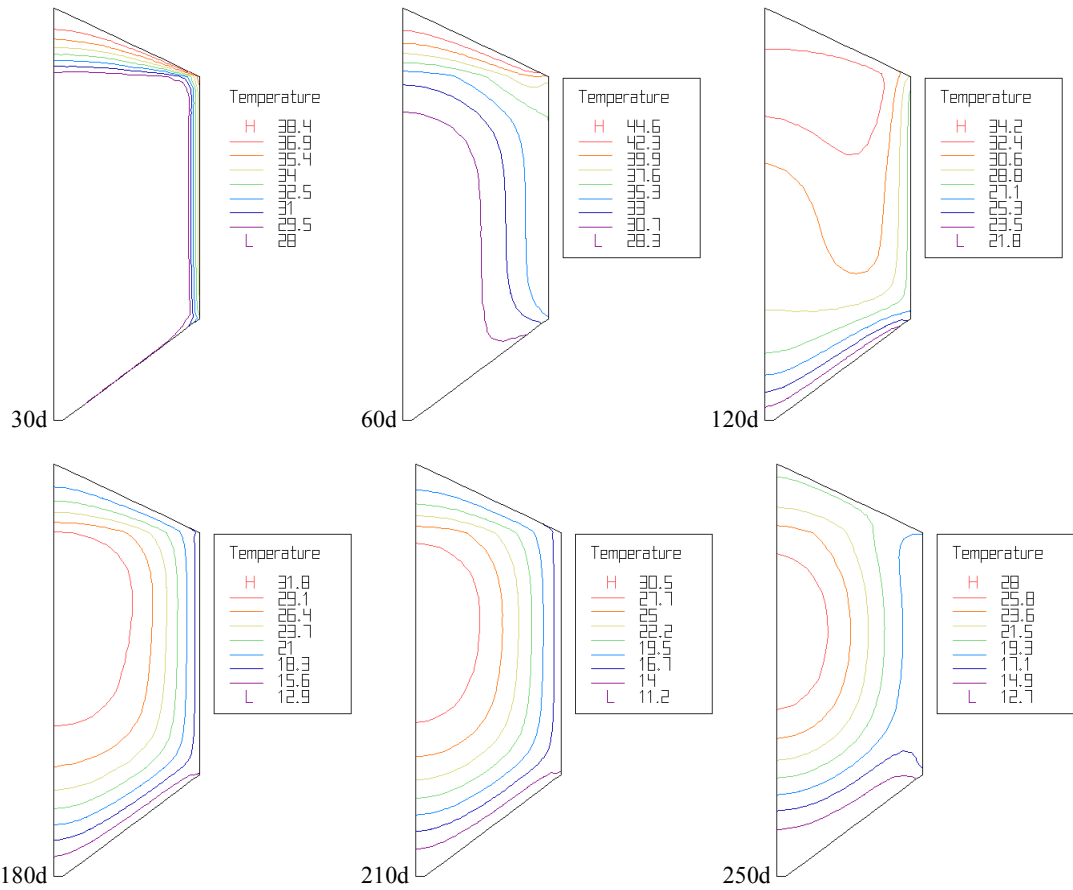 Temperature
H 38.4
36.9
35.4
34
32.5
31
29.5
L 28
30d
Temperature
H 44.6
42.3
39.9
37.6
35.3
33
30.7
L 28.3
60d
Temperature
H 34.2
32.4
30.6
28.8
27.1
25.3
23.5
L 21.8
120d
Temperature
H 31.8
29.1
26.4
23.7
21
18.3
15.6
L 12.9
180d
Temperature
H 30.5
27.7
25
22.2
19.5
16.7
14
L 11.2
210d
Temperature
H 28
25.8
23.6
21.5
19.3
17.1
14.9
L 12.7
250d